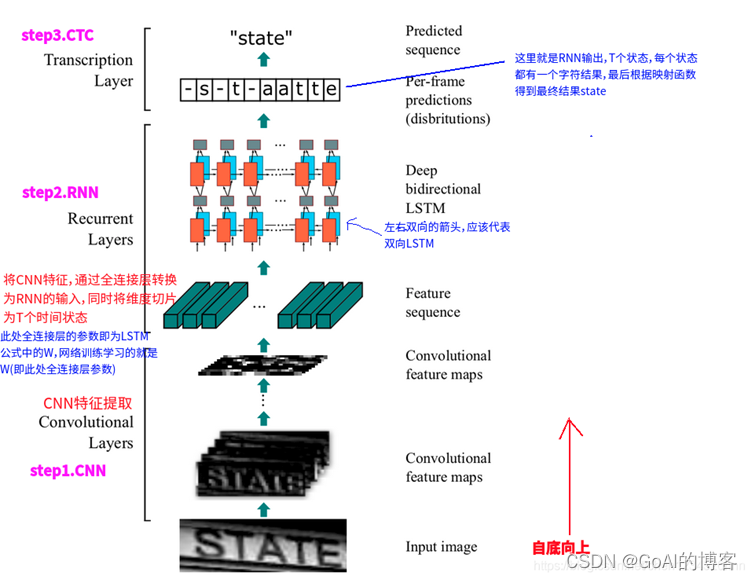 step3.CTC
Transcription
Layer
"state"
-s-t-aatte
Predicted
sequence
Per-frame
predictions
(disbritutions)
这里就是RNN输出，T个状态，每个状态
都有一个字符结果，最后根据映射函数
得到最终结果state
step2.RNN
Recurrent
Layers
...
...
Deep
bidirectional
LSTM
左右双向的箭头，应该代表
双向LSTM
将CNN特征，通过全连接层转换
为RNN的输入，同时将维度切片
为T个时间状态
此处全连接层的参数即为LSTM
公式中的W，网络训练学习的就是
W(即此处全连接层参数)
...
Feature
sequence
Convolutional
feature maps
CNN特征提取
Convolutional
Layers
step1.CNN
STATE
Convolutional
feature maps
STATE
Input image
自底向上
CSDN @GoAI的博客